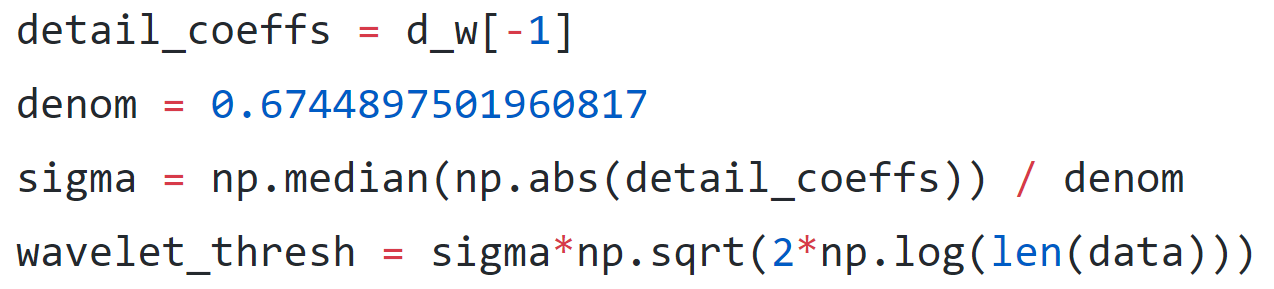 detail_coeffs = d_w[-1]
denom = 0.6744897501960817
sigma = np.median(np.abs(detail_coeffs)) / denom
wavelet_thresh = sigma*np.sqrt(2*np.log(len(data)))